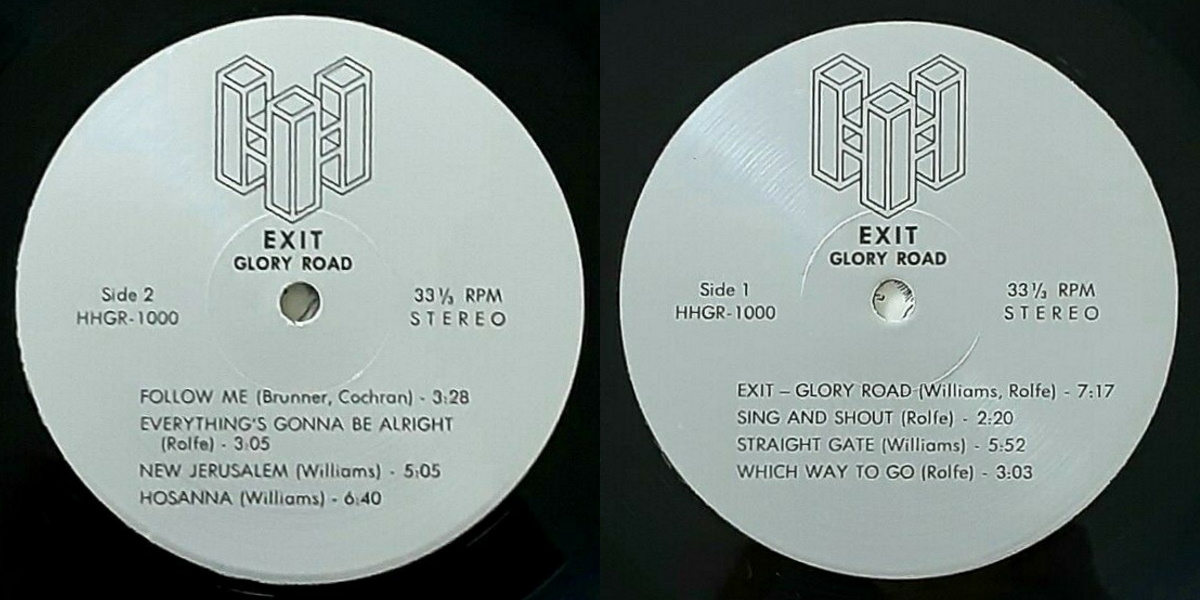 EXIT
GLORY ROAD
Side 2
HHGR-1000
33 1/3 RPM
STEREO
FOLLOW ME (Brunner, Cochran) - 3:28
EVERYTHING'S GONNA BE ALRIGHT
(Rolfe) - 3:05
NEW JERUSALEM (Williams) - 5:05
HOSANNA (Williams) - 6:40
EXIT
GLORY ROAD
Side 1
HHGR-1000
33 1/3 RPM
STEREO
EXIT – GLORY ROAD (Williams, Rolfe) - 7:17
SING AND SHOUT (Rolfe) - 2:20
STRAIGHT GATE (Williams) - 5:52
WHICH WAY TO GO (Rolfe) - 3:03